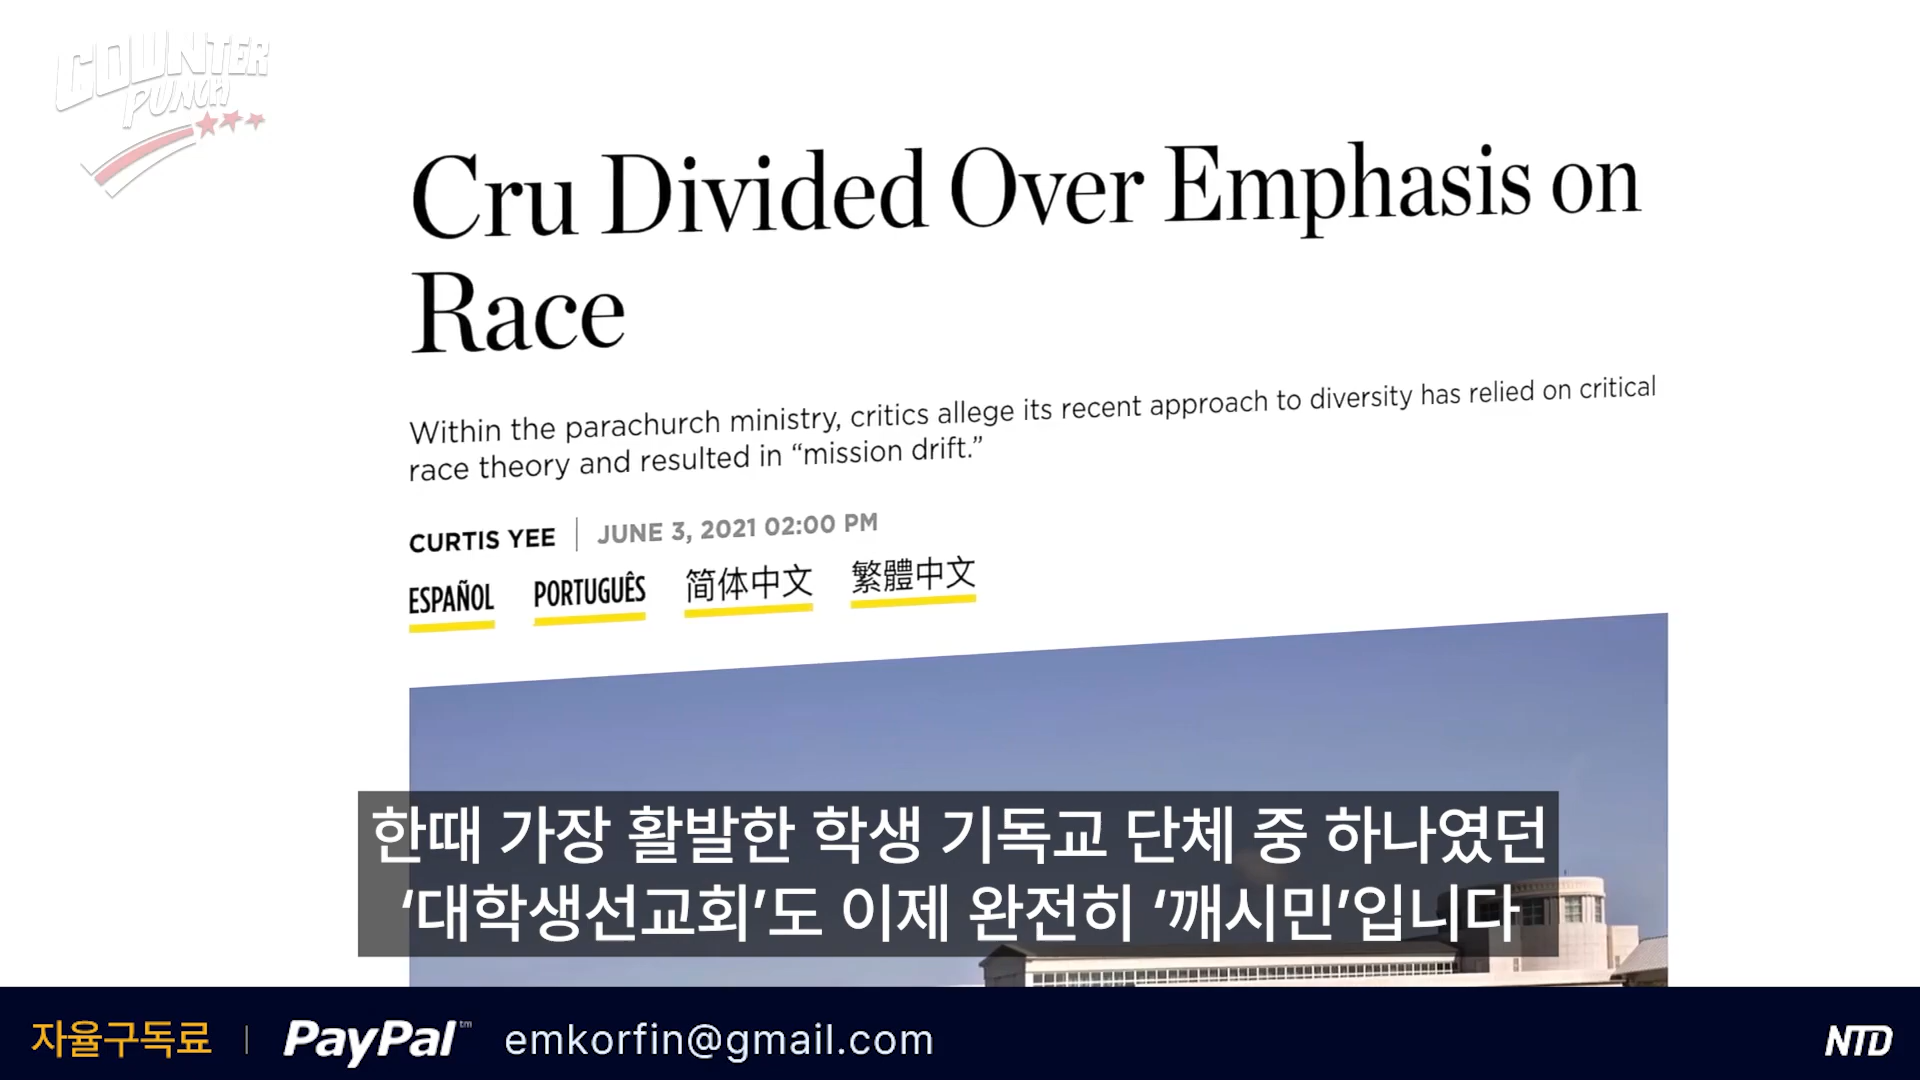 COUNTER
PUNCH
Cru Divided Over Emphasis on
Race
Within the parachurch ministry, critics allege its recent approach to diversity has relied on critical
race theory and resulted in “mission drift.”
CURTIS YEE | JUNE 3, 2021 02:00 PM
ESPAÑOL PORTUGUÊS 简体中文 繁體中文
한때 가장 활발한 학생 기독교 단체 중 하나였던
‘대학생선교회’도 이제 완전히 ‘깨시민’입니다
자율구독료 | PayPal™ emkorfin@gmail.com NTD